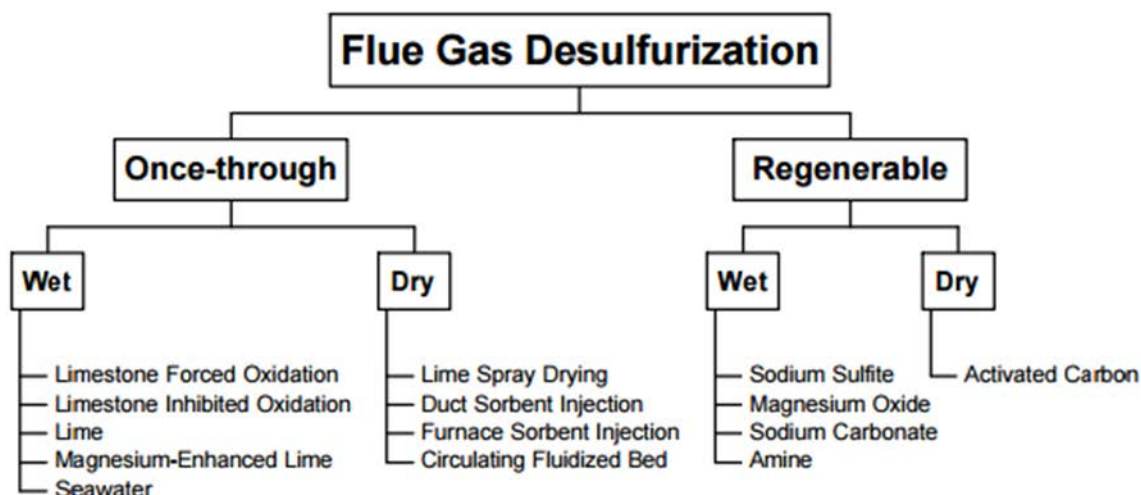 Flue Gas Desulfurization
Once-through
Regenerable
Wet
Dry
Wet
Dry
Limestone Forced Oxidation
Limestone Inhibited Oxidation
Lime
Magnesium-Enhanced Lime
Seawater
Lime Spray Drying
Duct Sorbent Injection
Furnace Sorbent Injection
Circulating Fluidized Bed
Sodium Sulfite
Magnesium Oxide
Sodium Carbonate
Amine
Activated Carbon